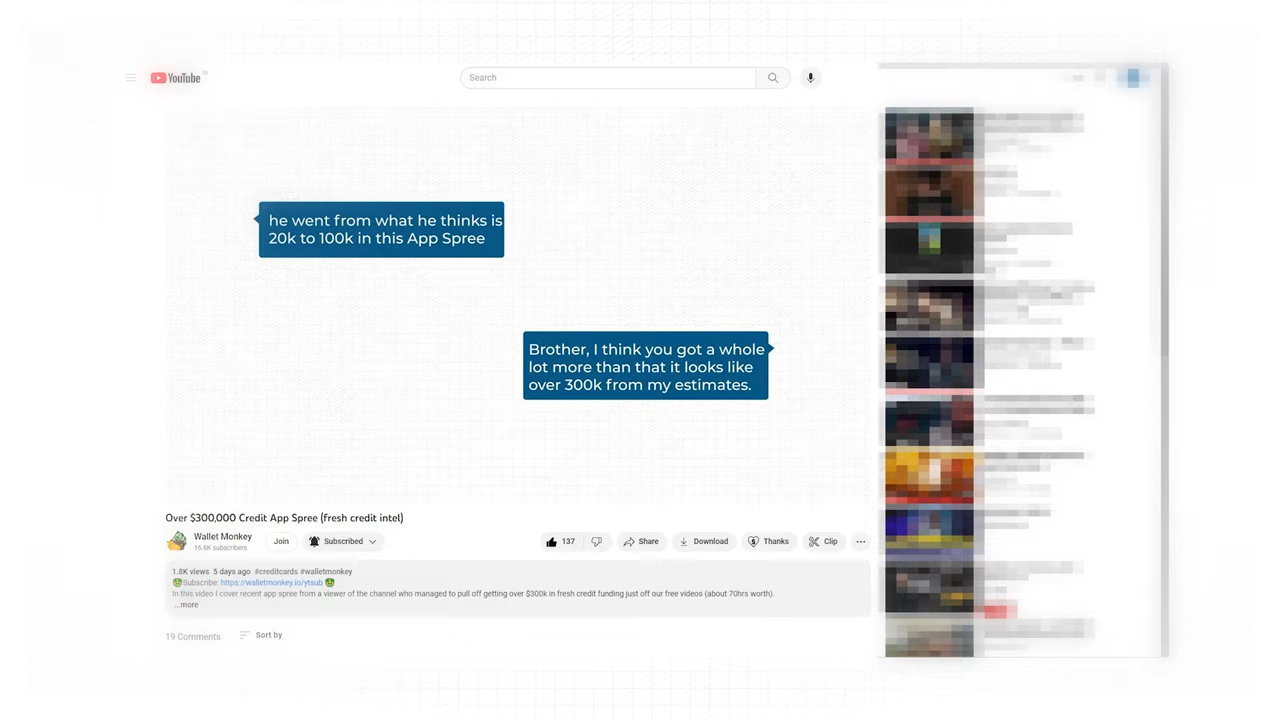 YouTube
Search
he went from what he thinks is
20k to 100k in this App Spree
Brother, I think you got a whole
lot more than that it looks like
over 300k from my estimates.
Over $300,000 Credit App Spree (fresh credit intel)
Wallet Monkey
16.6K subscribers
Join
Subscribed
137
Share
Download
Thanks
Clip
1.8K views 5 days ago #creditcards #walletmonkey
Subscribe: https://walletmonkey.io/ytsub
In this video I cover recent app spree from a viewer of the channel who managed to pull off getting over $300k in fresh credit funding just off our free videos (about 70hrs worth).
...more
19 Comments
Sort by